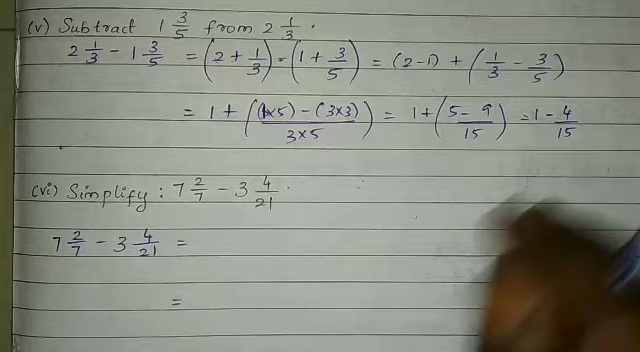 (v) Subtract 1 3/5 from 2 1/3.
2 1/3 - 1 3/5 = (2 + 1/3) - (1 + 3/5) = (2-1) + (1/3 - 3/5)
= 1 + ((1×5) - (3×3)/3×5) = 1 + (5-9/15) = 1 - 4/15
(vi) Simplify : 7 2/7 - 3 4/21.
7 2/7 - 3 4/21 =
=